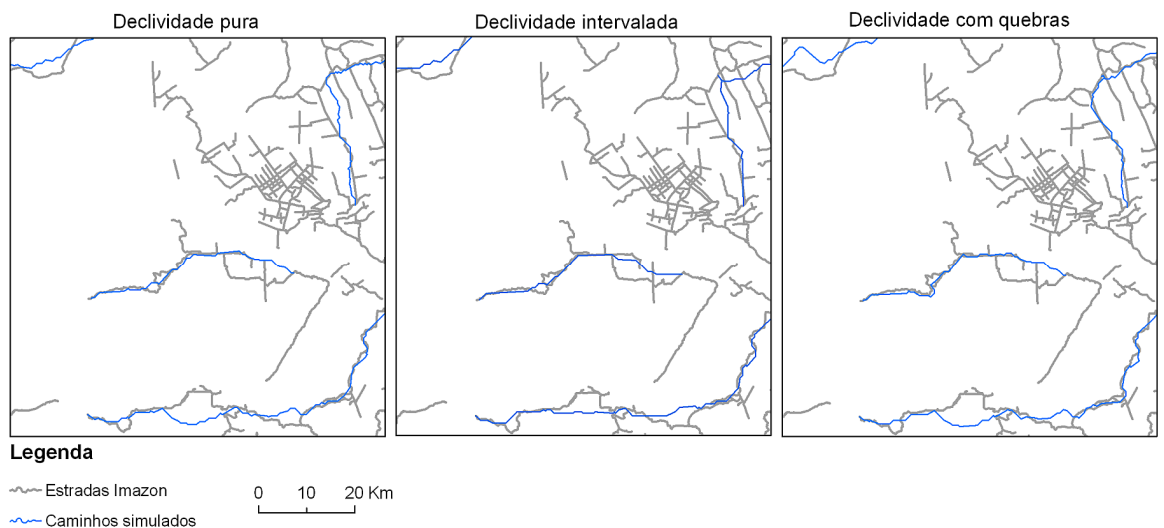 Declividade pura
Declividade intervalada
Declividade com quebras
Legenda
Estradas Imazon
Caminhos simulados
0 10 20 Km